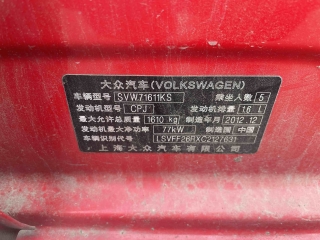 大众汽车(VOLKSWAGEN)
车辆型号 SVW71611KS 乘坐人数 5
发动机型号 CPJ 发动机排量 1.6 L
最大允许总质量 1610 kg 制造年月 2012.12
发动机最大净功率 77kW 制造国 中国
车辆识别代号
上海大众汽车有限公司